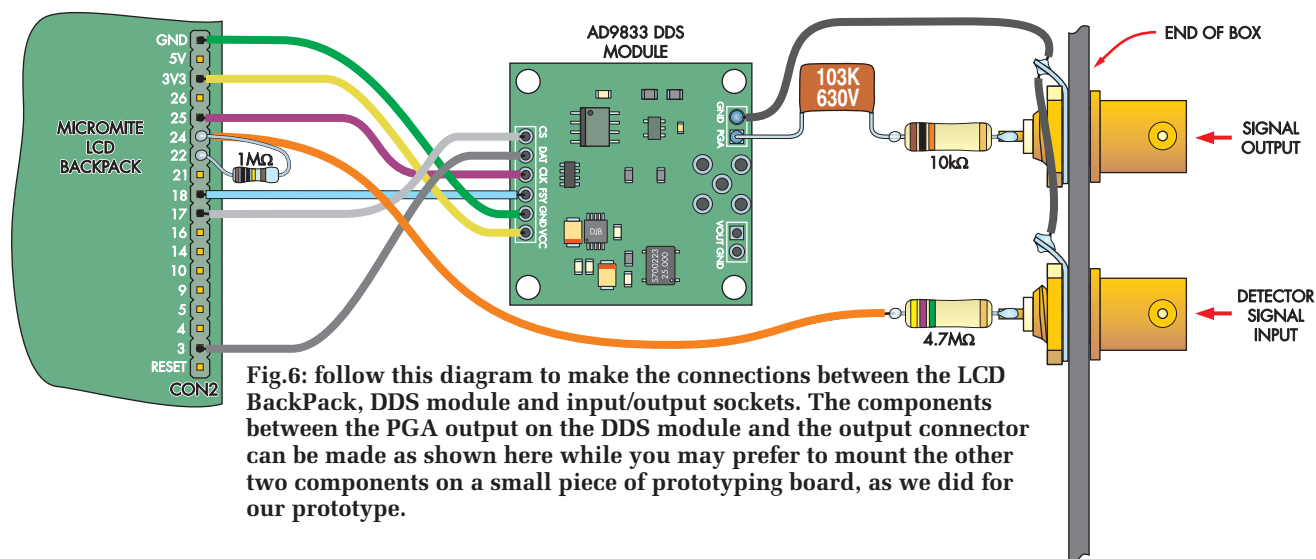 GND
5V
3V3
26
25
24
22
21
18
17
16
14
10
9
5
4
3
RESET
CON2
MICROMITE
LCD
BACKPACK
1MΩ
AD9833 DDS
MODULE
CS
DAT
CLK
FSY
GND
VCC
DJB
S700223
25.000
GND
PGA
VOUT GND
103K
630V
10kΩ
4.7MΩ
END OF BOX
SIGNAL
OUTPUT
DETECTOR
SIGNAL
INPUT
Fig.6: follow this diagram to make the connections between the LCD
BackPack, DDS module and input/output sockets. The components
between the PGA output on the DDS module and the output connector
can be made as shown here while you may prefer to mount the other
two components on a small piece of prototyping board, as we did for
our prototype.